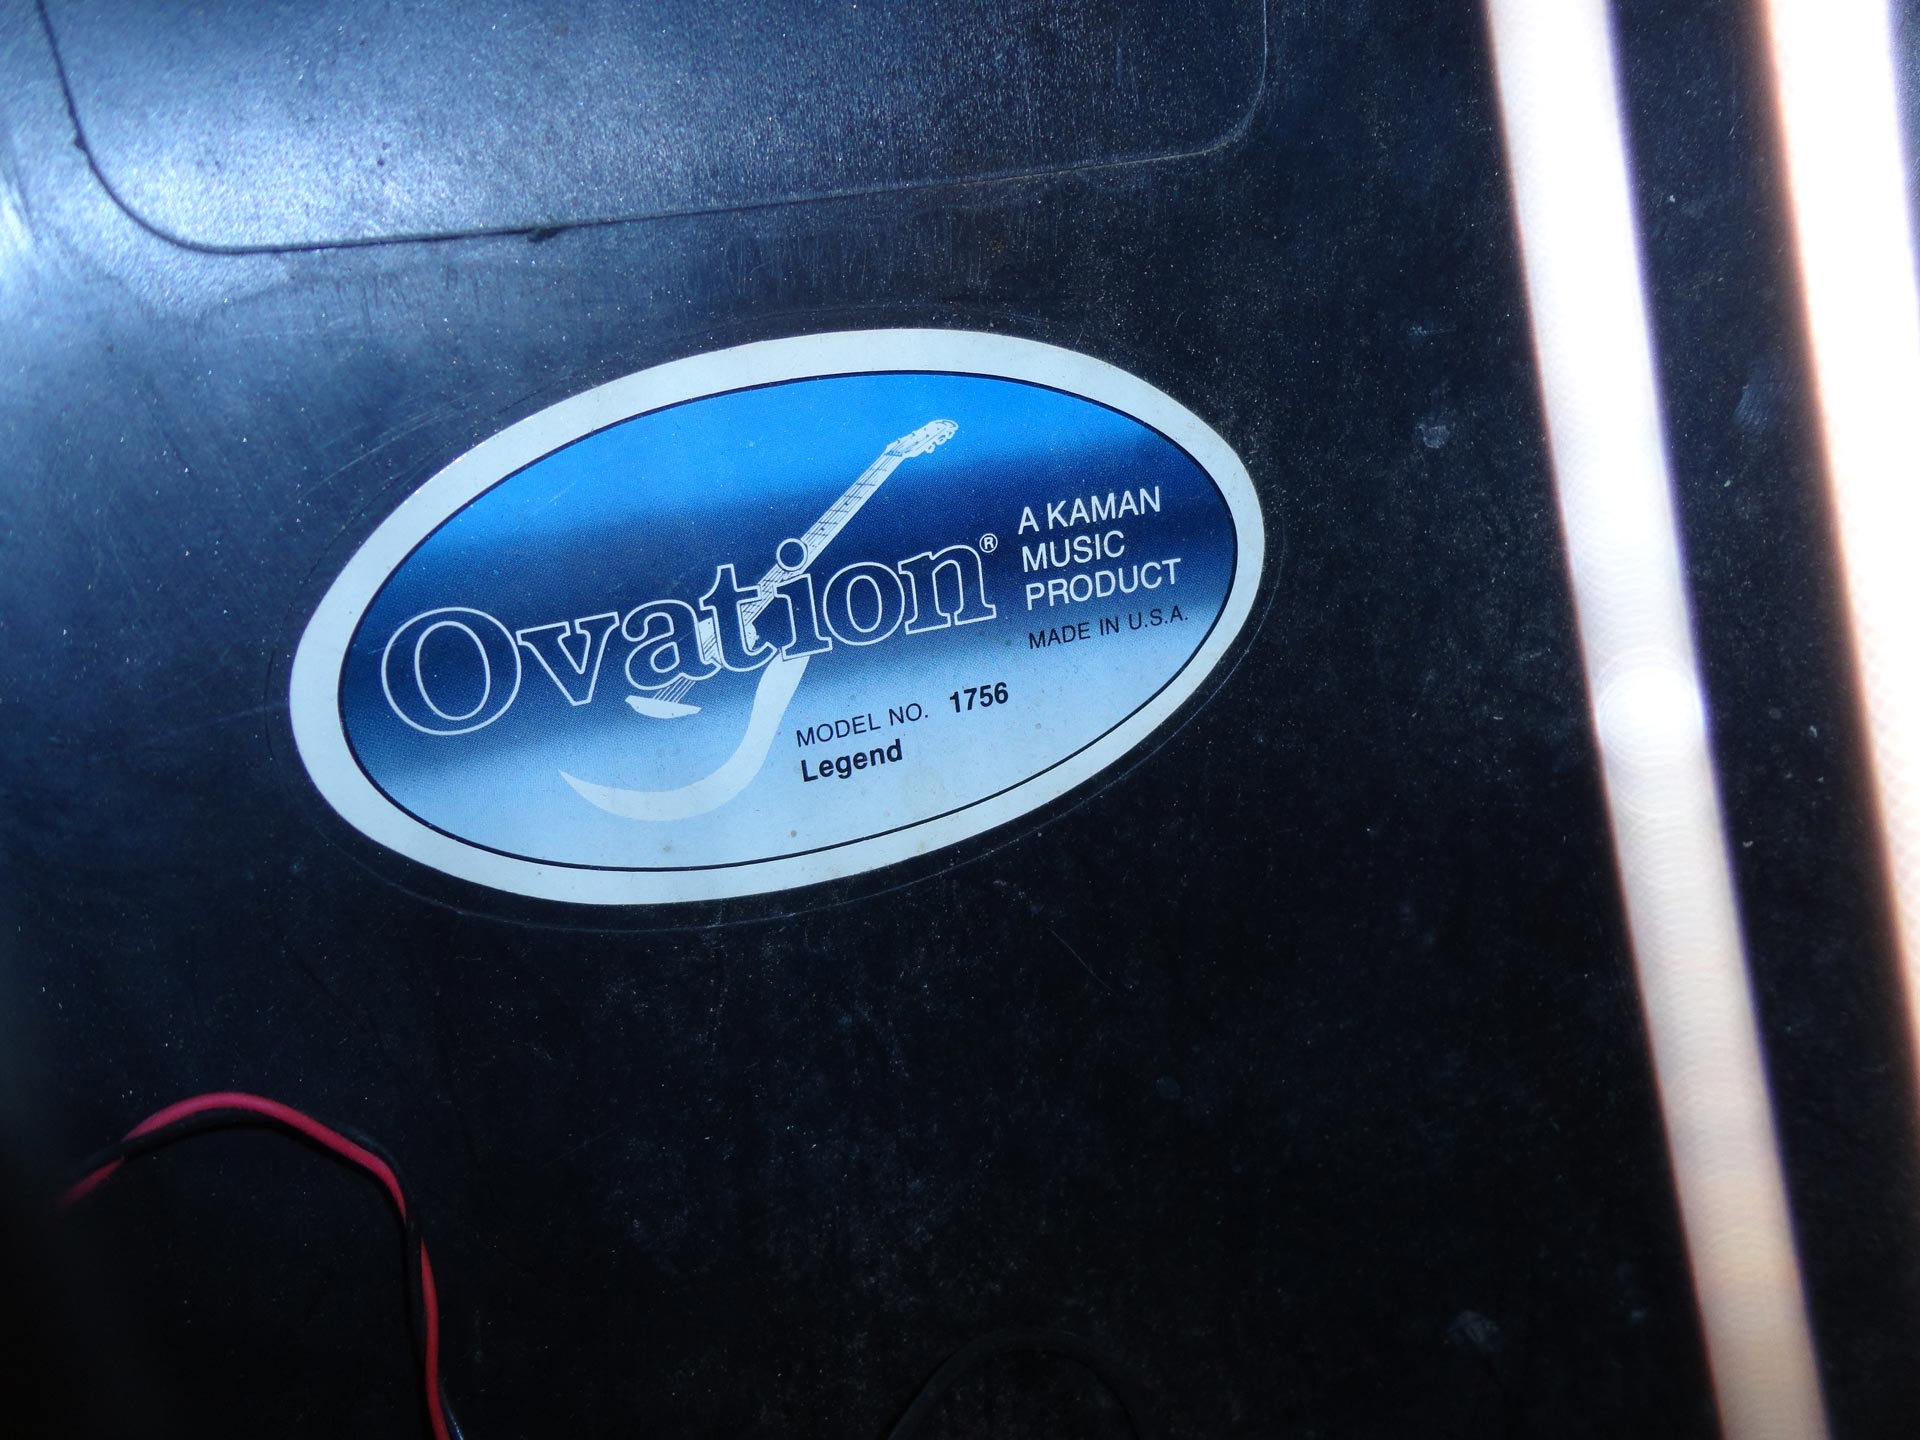 Ovation®
A KAMAN
MUSIC
PRODUCT
MADE IN U.S.A.
MODEL NO. 1756
Legend